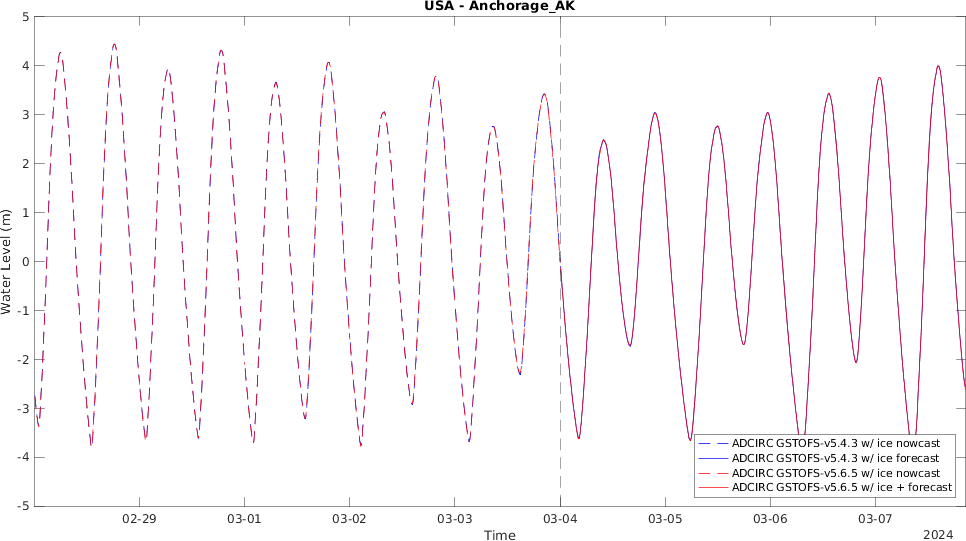 USA - Anchorage_AK
5
4
3
2
1
0
-1
-2
-3
-4
-5
Water Level (m)
02-29 03-01 03-02 03-03 03-04 03-05 03-06 03-07
Time
2024
ADCIRC GSTOFS-v5.4.3 w/ ice nowcast
ADCIRC GSTOFS-v5.4.3 w/ ice forecast
ADCIRC GSTOFS-v5.6.5 w/ ice nowcast
ADCIRC GSTOFS-v5.6.5 w/ ice + forecast